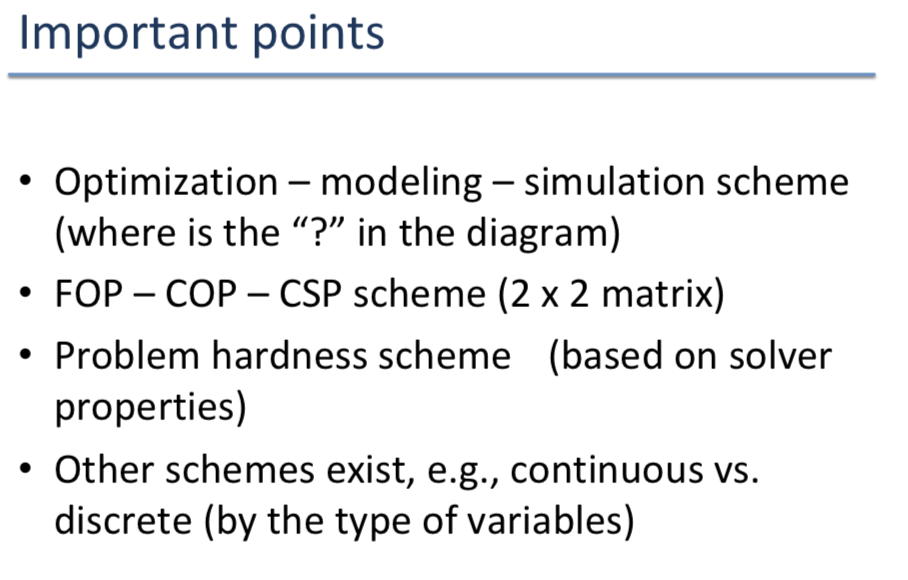 Important points
• Optimization – modeling – simulation scheme
(where is the “?” in the diagram)
• FOP – COP – CSP scheme (2 x 2 matrix)
• Problem hardness scheme (based on solver
properties)
• Other schemes exist, e.g., continuous vs.
discrete (by the type of variables)